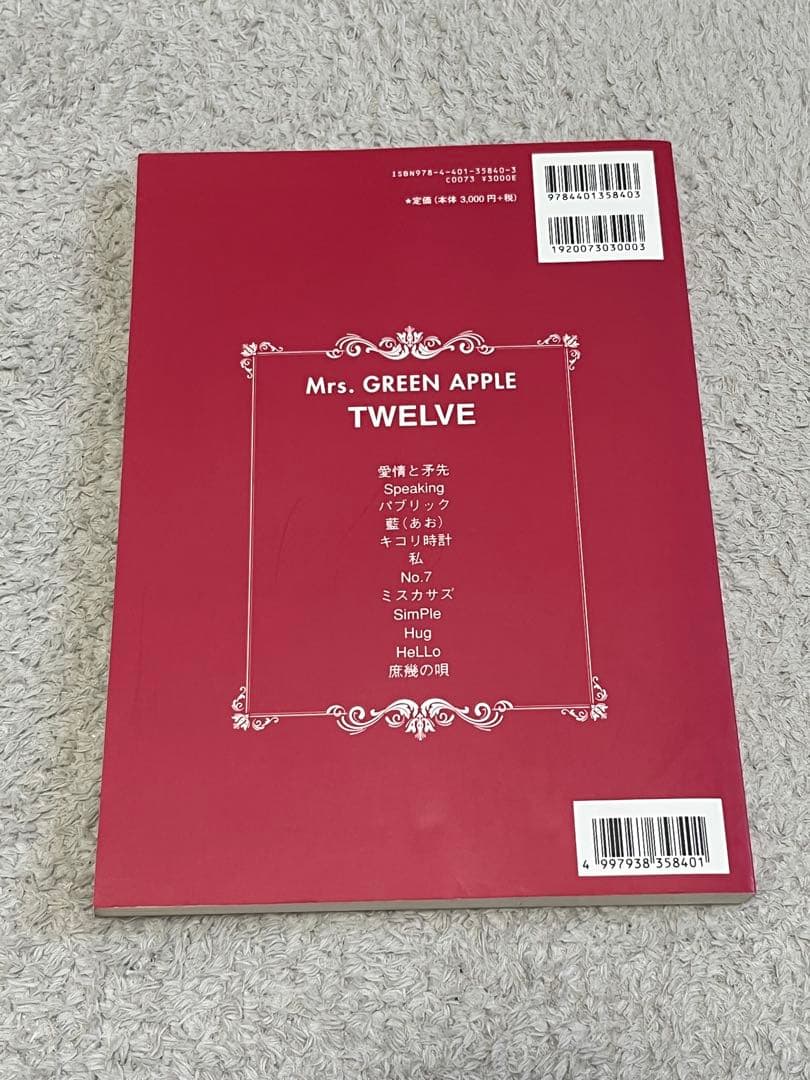 ISBN978-4-401-35840-3
C0073 ¥3000E
★定価(本体 3,000 円+税)
9784401358403
1920073030003
Mrs. GREEN APPLE
TWELVE
愛情と矛先
Speaking
パブリック
藍(あお)
キコリ時計
私
No.7
ミスカサズ
SimPle
Hug
HeLLo
庶幾の唄
4 997938 358401